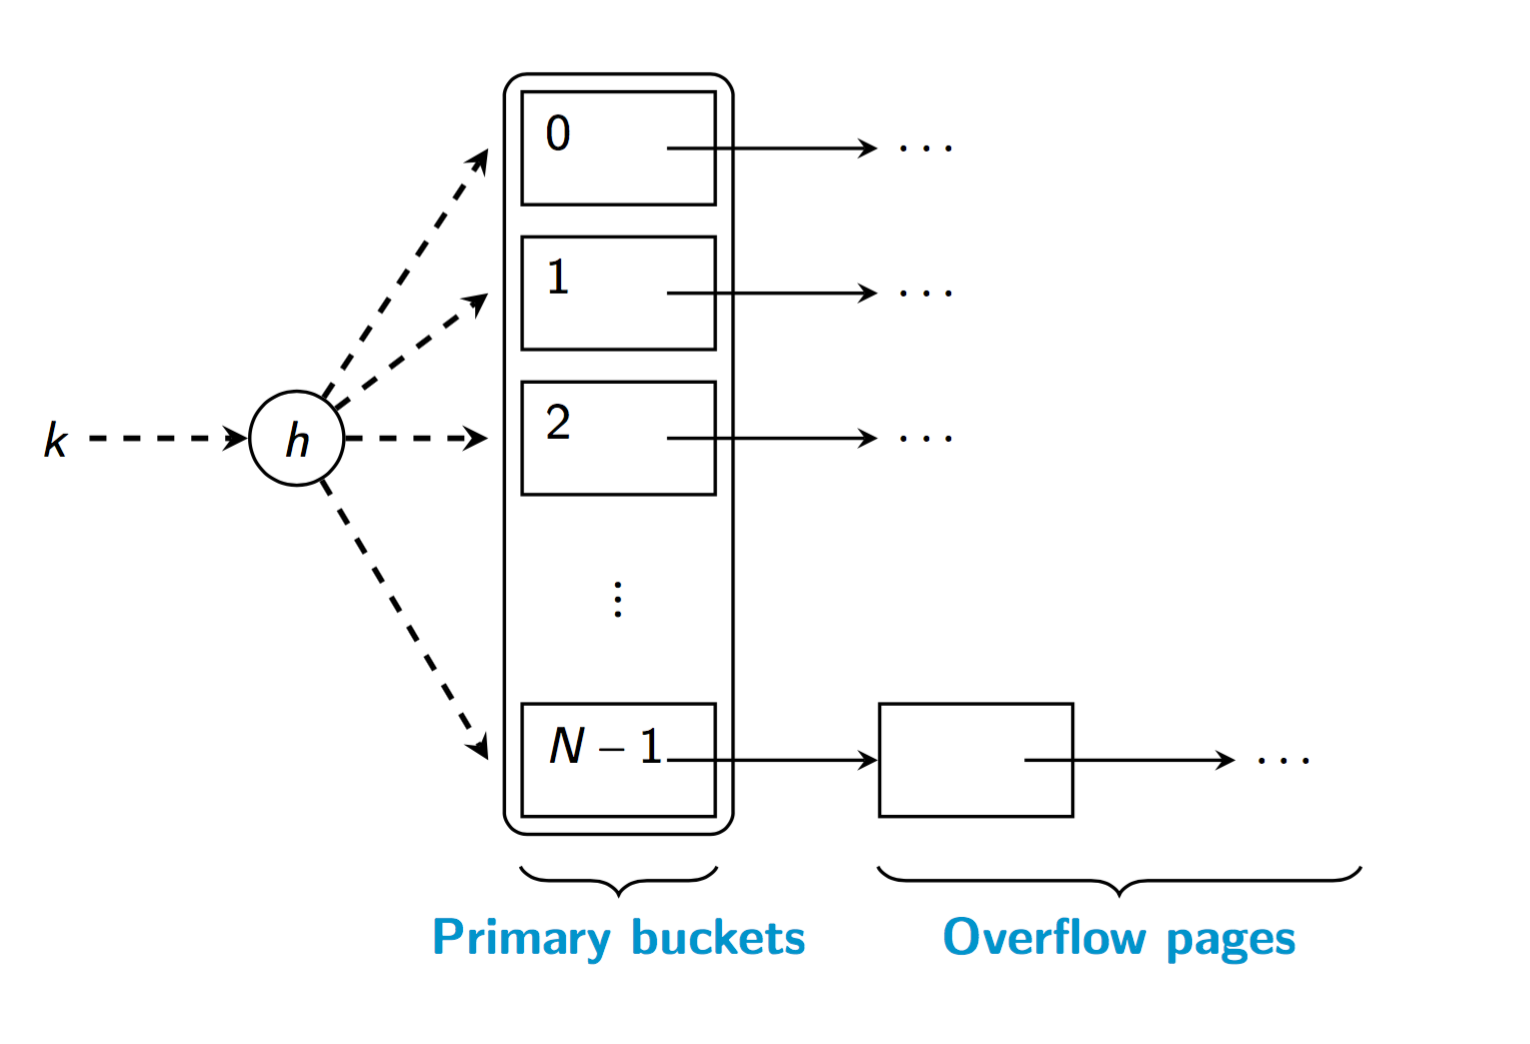 0
...
1
...
k
h
2
...
⋮
N – 1
...
Primary buckets
Overflow pages